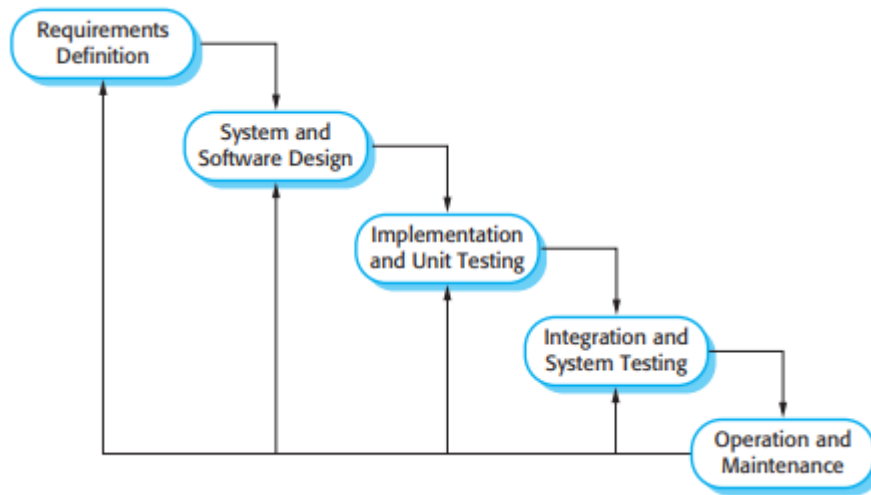 Requirements
Definition
System and
Software Design
Implementation
and Unit Testing
Integration and
System Testing
Operation and
Maintenance